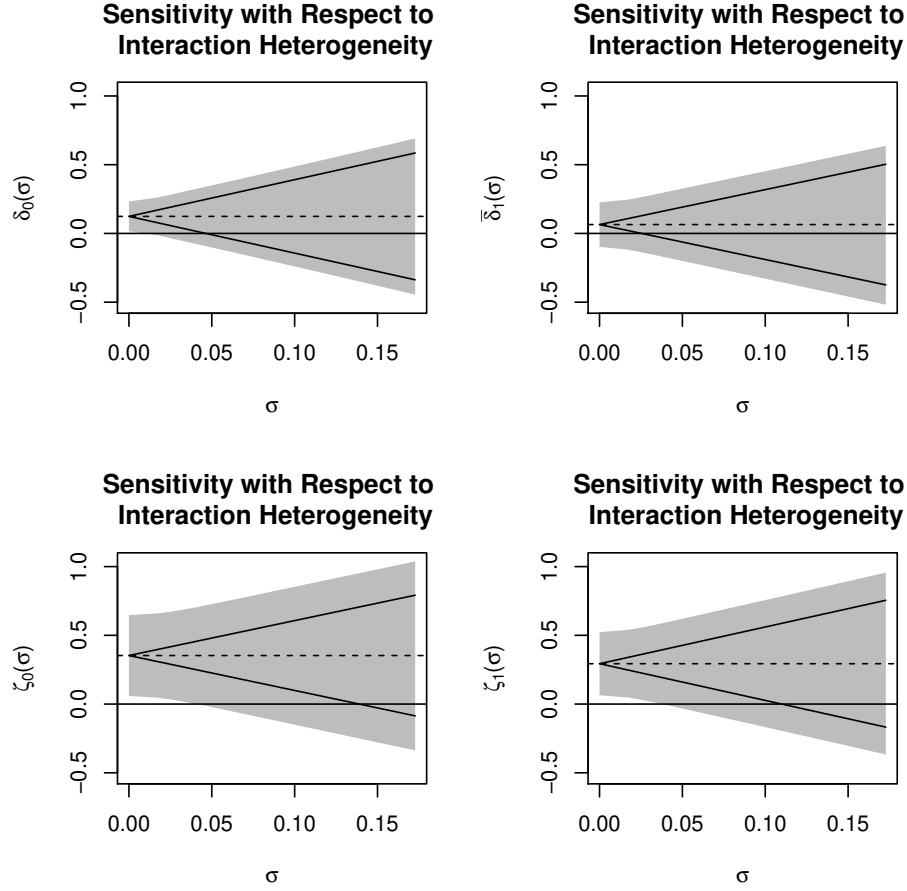 Sensitivity with Respect to
Interaction Heterogeneity
δ₀(σ)
1.0
0.5
0.0
−0.5
0.00 0.05 0.10 0.15
σ
Sensitivity with Respect to
Interaction Heterogeneity
δ̄₁(σ)
1.0
0.5
0.0
−0.5
0.00 0.05 0.10 0.15
σ
Sensitivity with Respect to
Interaction Heterogeneity
ζ₀(σ)
1.0
0.5
0.0
−0.5
0.00 0.05 0.10 0.15
σ
Sensitivity with Respect to
Interaction Heterogeneity
ζ₁(σ)
1.0
0.5
0.0
−0.5
0.00 0.05 0.10 0.15
σ